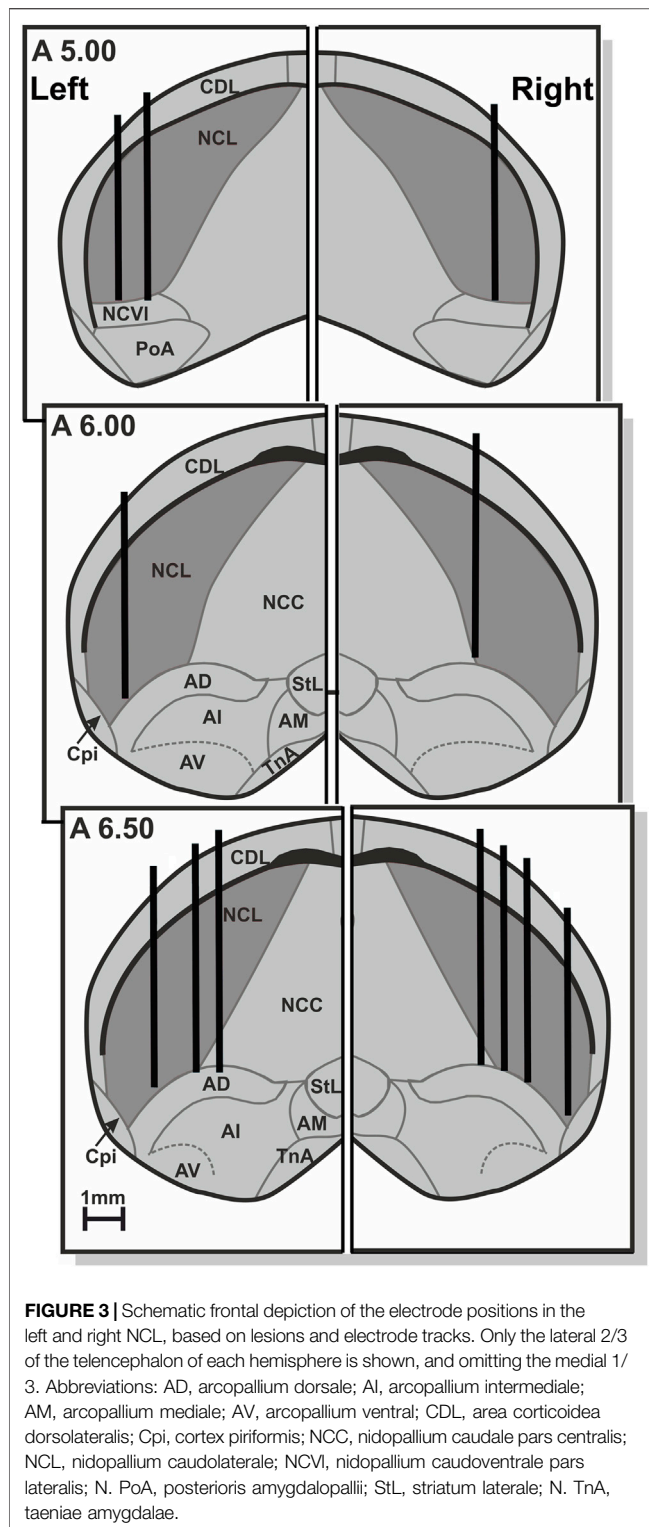 A 5.00
Left
Right
CDL
NCL
NCVl
PoA
A 6.00
CDL
NCL
NCC
AD
StL
AI
AM
Cpi
AV
TnA
A 6.50
CDL
NCL
NCC
AD
StL
AI
AM
Cpi
TnA
AV
1mm
FIGURE 3 | Schematic frontal depiction of the electrode positions in the
left and right NCL, based on lesions and electrode tracks. Only the lateral 2/3
of the telencephalon of each hemisphere is shown, and omitting the medial 1/
3. Abbreviations: AD, arcopallium dorsale; AI, arcopallium intermediale;
AM, arcopallium mediale; AV, arcopallium ventral; CDL, area corticoidea
dorsolateralis; Cpi, cortex piriformis; NCC, nidopallium caudale pars centralis;
NCL, nidopallium caudolaterale; NCVl, nidopallium caudoventrale pars
lateralis; N. PoA, posterioris amygdalopallii; StL, striatum laterale; N. TnA,
taeniae amygdalae.